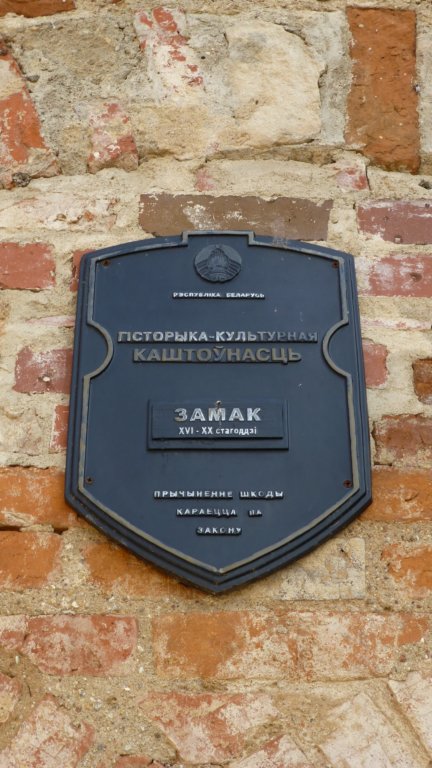 РЭСПУБЛІКА БЕЛАРУСЬ
ГІСТОРЫКА-КУЛЬТУРНАЯ
КАШТОЎНАСЦЬ
ЗАМАК
XVI - XX стагоддзі
ПРЫЧЫНЕННЕ ШКОДЫ
КАРАЕЦЦА ПА
ЗАКОНУ